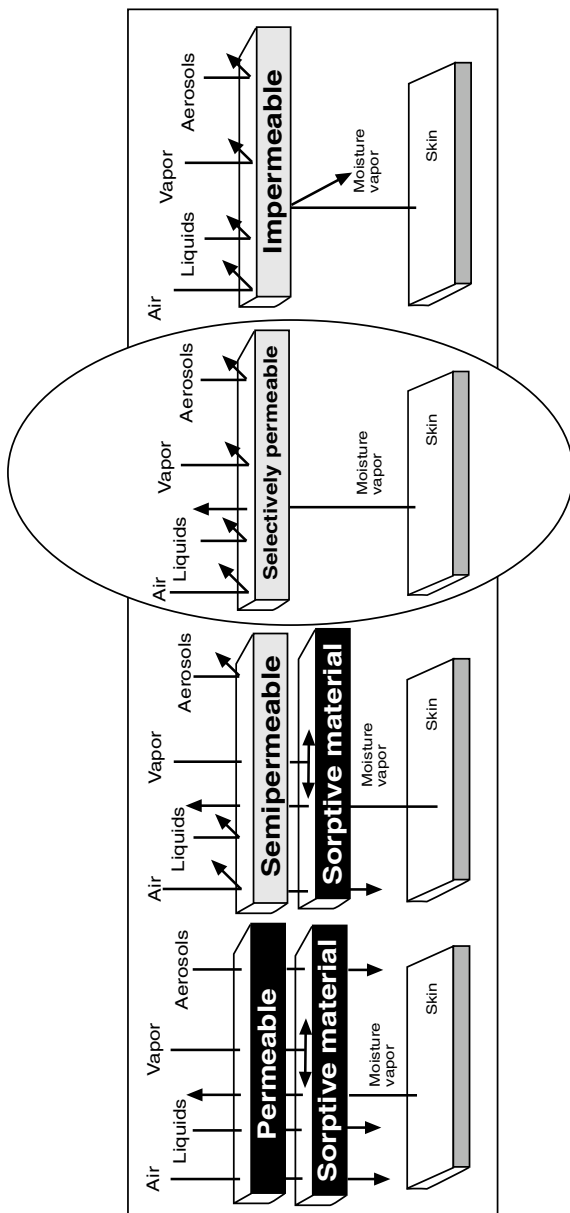 Air
Liquids
Vapor
Aerosols
Permeable
Sorptive material
Moisture
vapor
Skin
Air
Liquids
Vapor
Aerosols
Semipermeable
Sorptive material
Moisture
vapor
Skin
Air
Liquids
Vapor
Aerosols
Selectively permeable
Moisture
vapor
Skin
Air
Liquids
Vapor
Aerosols
Impermeable
Moisture
vapor
Skin